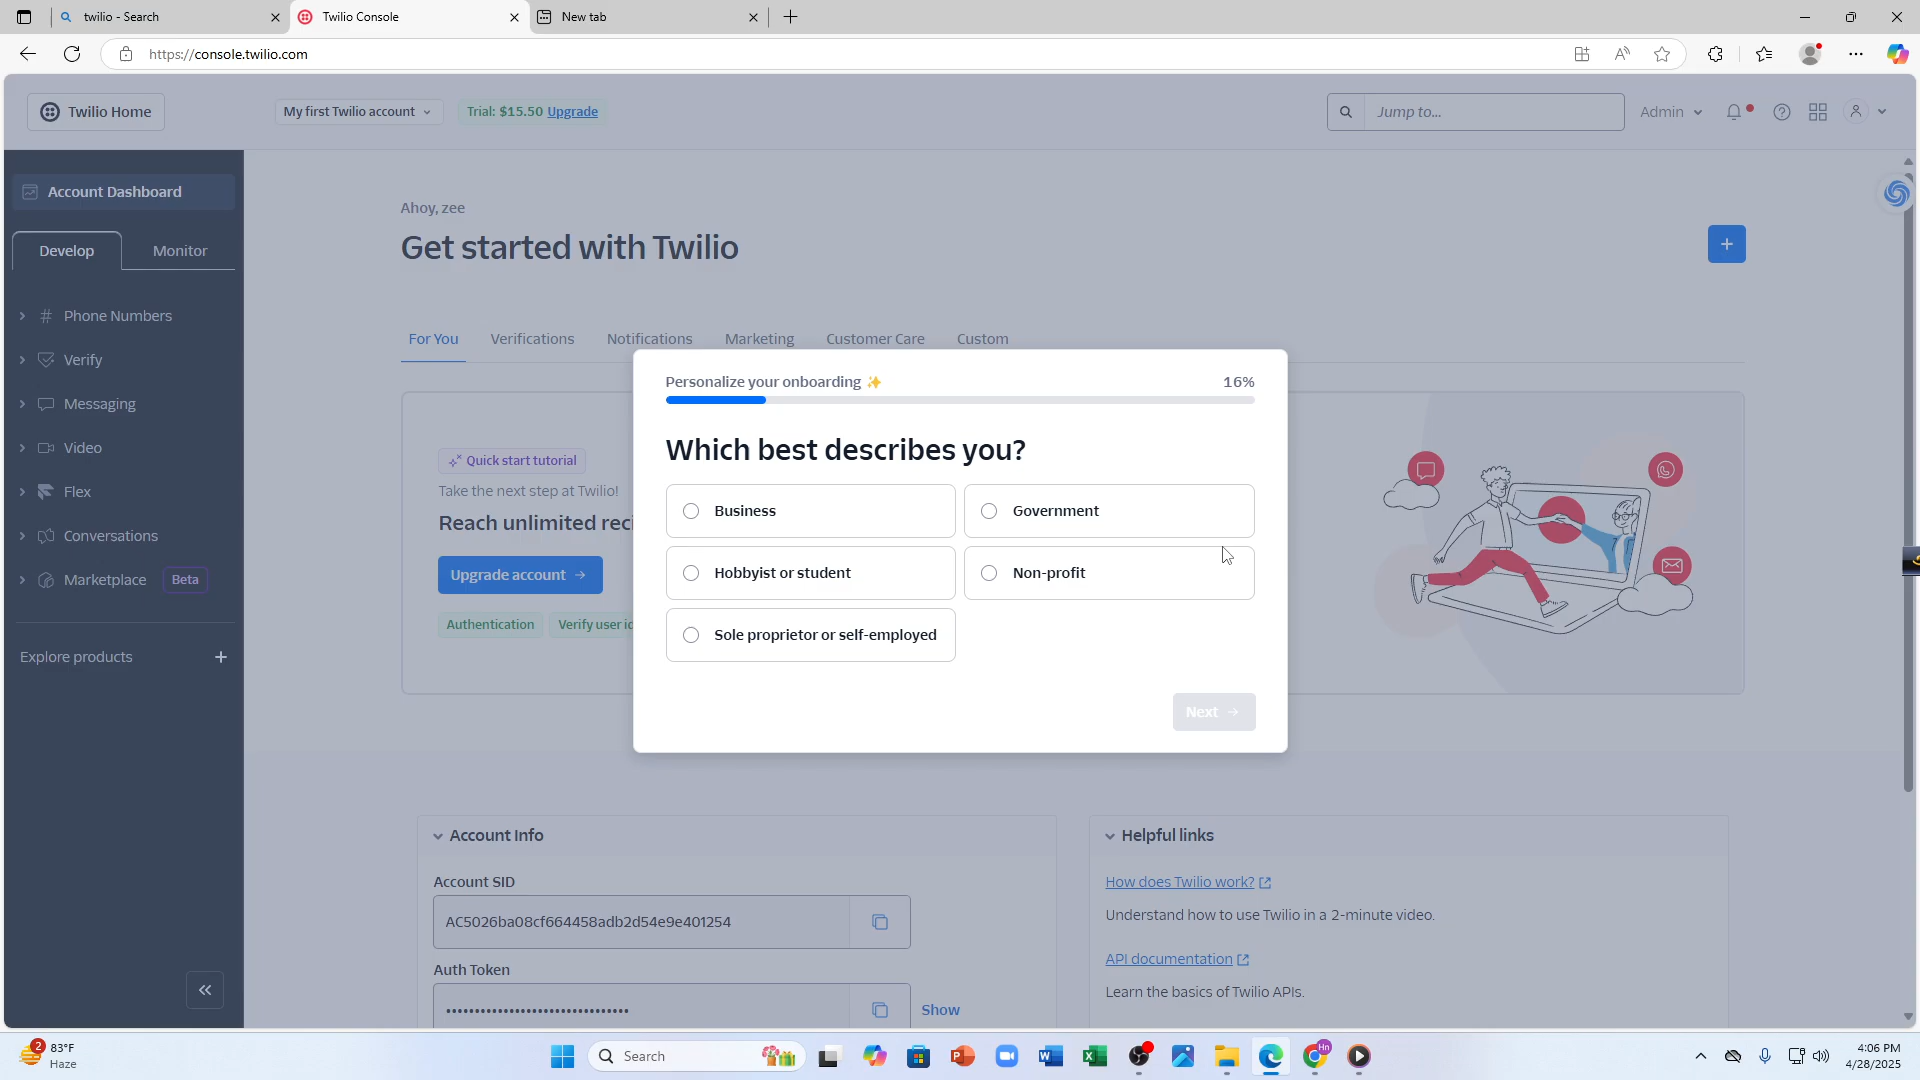 twilio - Search
Twilio Console
New tab
https://console.twilio.com
Twilio Home
My first Twilio account
Trial: $15.50 Upgrade
Jump to...
Admin
Account Dashboard
Develop
Monitor
Phone Numbers
Verify
Messaging
Video
Flex
Conversations
Marketplace
Beta
Explore products
Ahoy, zee
Get started with Twilio
For You
Verifications
Notifications
Marketing
Customer Care
Custom
Quick start tutorial
Take the next step at Twilio!
Reach unlimited
Upgrade account
Authentication
Verify user
Personalize your onboarding ✨
16%
Which best describes you?
Business
Government
Hobbyist or student
Non-profit
Sole proprietor or self-employed
Next
Account Info
Account SID
AC5026ba08cf664458adb2d54e9e401254
Auth Token
Show
Helpful links
How does Twilio work?
Understand how to use Twilio in a 2-minute video.
API documentation
Learn the basics of Twilio APIs.
2
83°F
Haze
Search
Hn
4:06 PM
4/28/2025